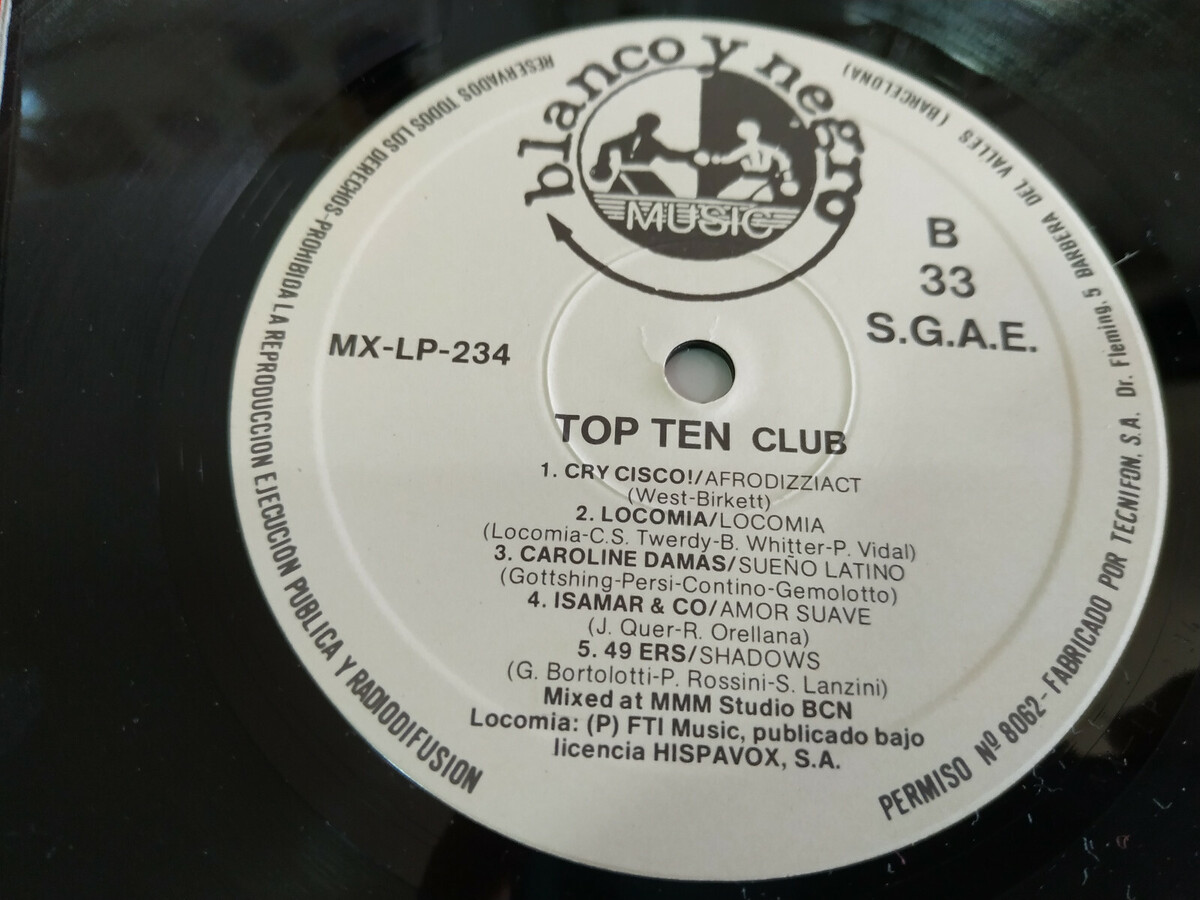 blanco y negro
MUSIC
B
33
S.G.A.E.
MX-LP-234
TOP TEN CLUB
1. CRY CISCO!/AFRODIZZIACT
(West-Birkett)
2. LOCOMIA/LOCOMIA
(Locomia-C.S. Twerdy-B. Whitter-P. Vidal)
3. CAROLINE DAMAS/SUEÑO LATINO
(Gottshing-Persi-Contino-Gemolotto)
4. ISAMAR & CO/AMOR SUAVE
(J. Quer-R. Orellana)
5. 49 ERS/SHADOWS
(G. Bortolotti-P. Rossini-S. Lanzini)
Mixed at MMM Studio BCN
Locomia: (P) FTI Music, publicado bajo
licencia HISPAVOX, S.A.
RESERVADOS TODOS LOS DERECHOS-PROHIBIDA LA REPRODUCCION EJECUCION PUBLICA Y RADIODIFUSION
PERMISO Nº 8062 - FABRICADO POR TECNIFON, S.A. Dr. Fleming, 5 BARBERA DEL VALLES (BARCELONA)